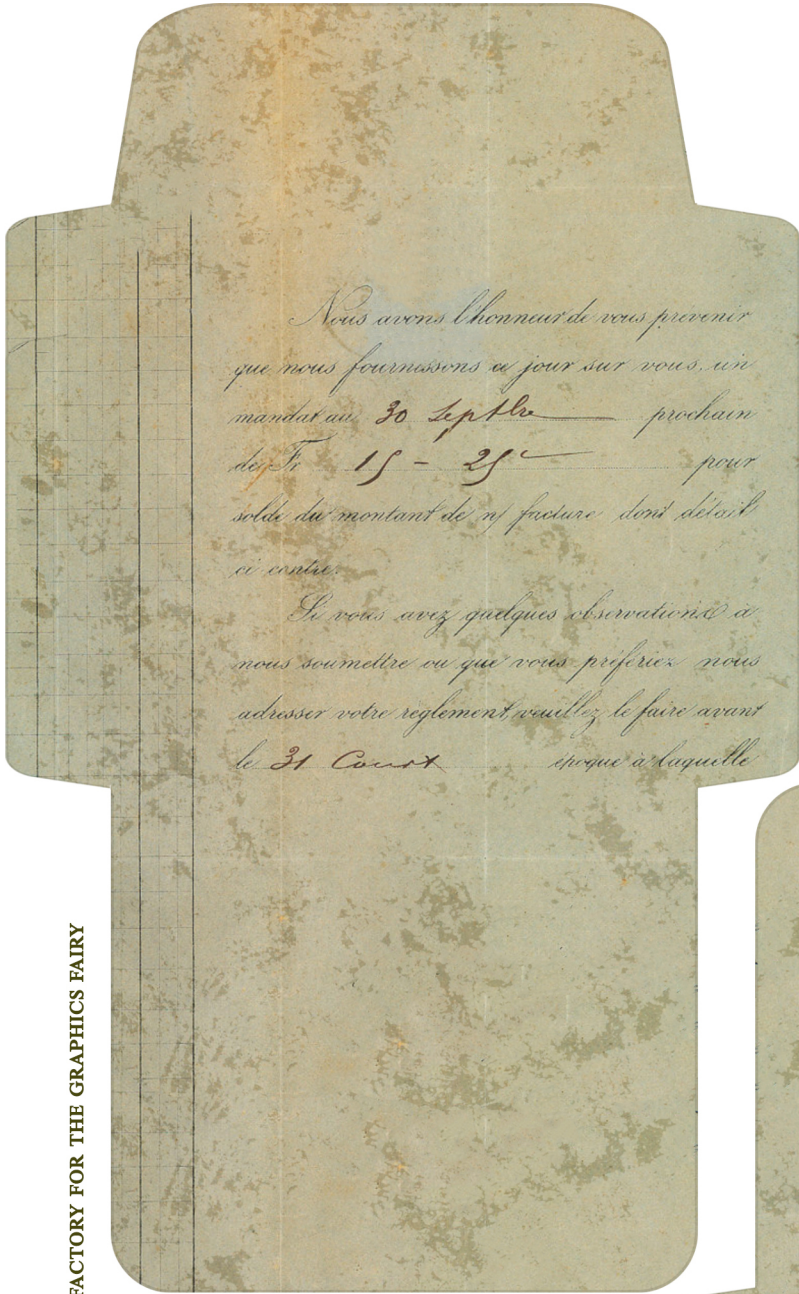 Nous avons l'honneur de vous prévenir
que nous fournissons ce jour sur vous, un
mandat au 30 Septbre prochain
de Fr 15 - 25 c pour
solde du montant de n/ facture dont détail
ci contre.
Si vous avez quelques observations à
nous soumettre ou que vous préfériez nous
adresser votre réglement, veuillez le faire avant
le 31 Court époque à laquelle
FACTORY FOR THE GRAPHICS FAIRY